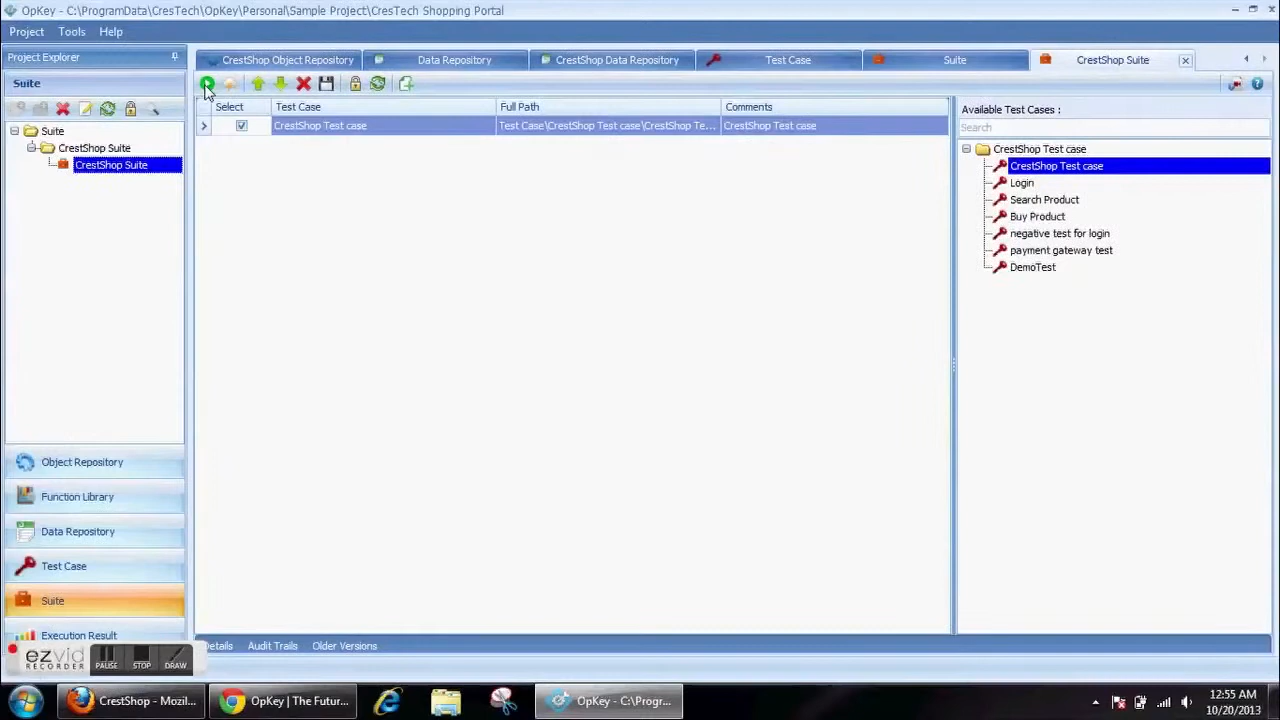 OpKey - C:\ProgramData\CresTech\OpKey\Personal\Sample Project\CresTech Shopping Portal
Project Tools Help
Project Explorer
CrestShop Object Repository
Data Repository
CrestShop Data Repository
Test Case
Suite
CrestShop Suite
Suite
Select
Test Case
Full Path
Comments
CrestShop Test case
Test Case\CrestShop Test case\CrestShop Te...
CrestShop Test case
Suite
CrestShop Suite
CrestShop Suite
Available Test Cases :
Search
CrestShop Test case
CrestShop Test case
Login
Search Product
Buy Product
negative test for login
payment gateway test
DemoTest
Object Repository
Function Library
Data Repository
Test Case
Suite
Execution Result
etails
Audit Trails
Older Versions
ezvid
RECORDER
PAUSE
STOP
DRAW
CrestShop - Mozil...
OpKey | The Futur...
OpKey - C:\Progr...
12:55 AM
10/20/2013